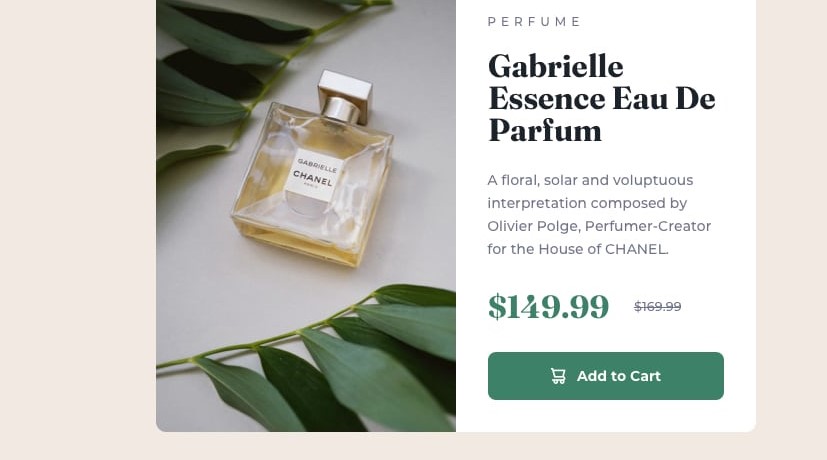 PERFUME
Gabrielle
Essence Eau De
Parfum
A floral, solar and voluptuous
interpretation composed by
Olivier Polge, Perfumer-Creator
for the House of CHANEL.
$149.99 $169.99
Add to Cart
GABRIELLE
CHANEL
PARIS